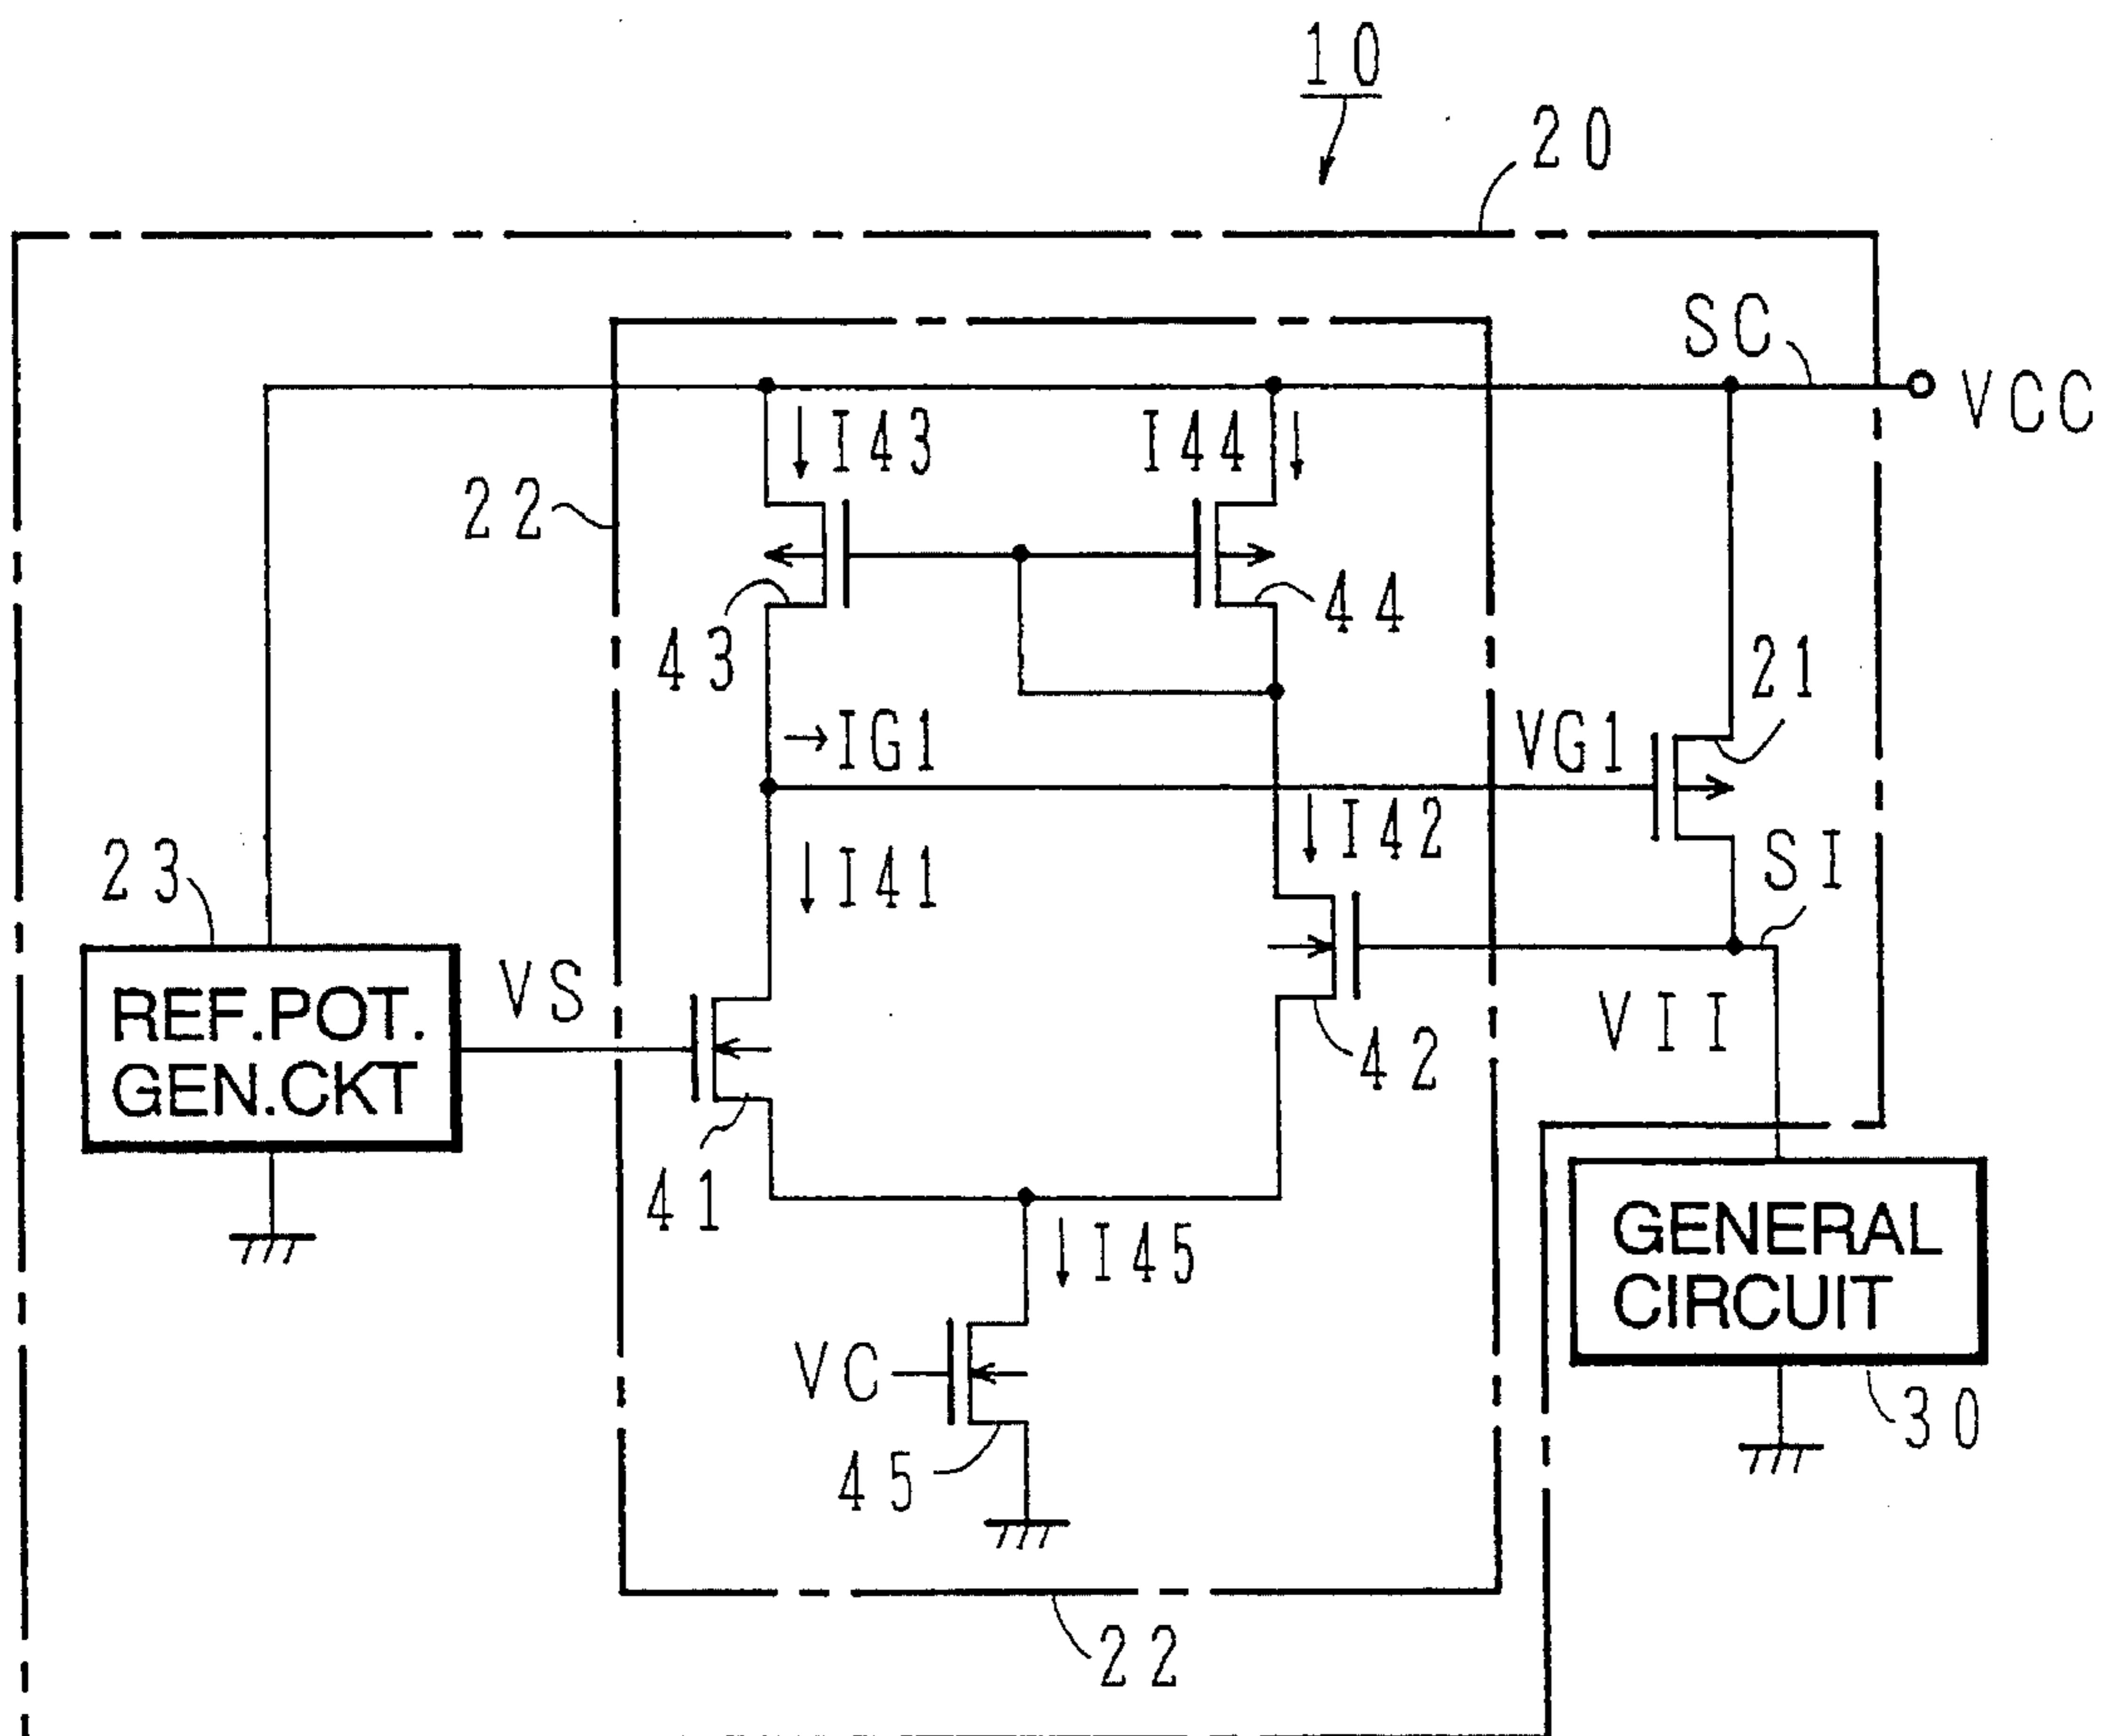 10
20
SC
VCC
I43
I44
22
43
44
21
IG1
VG1
I42
23
I41
SI
VS
REF.POT.
GEN.CKT
VII
42
41
GENERAL
CIRCUIT
I45
VC
30
45
22